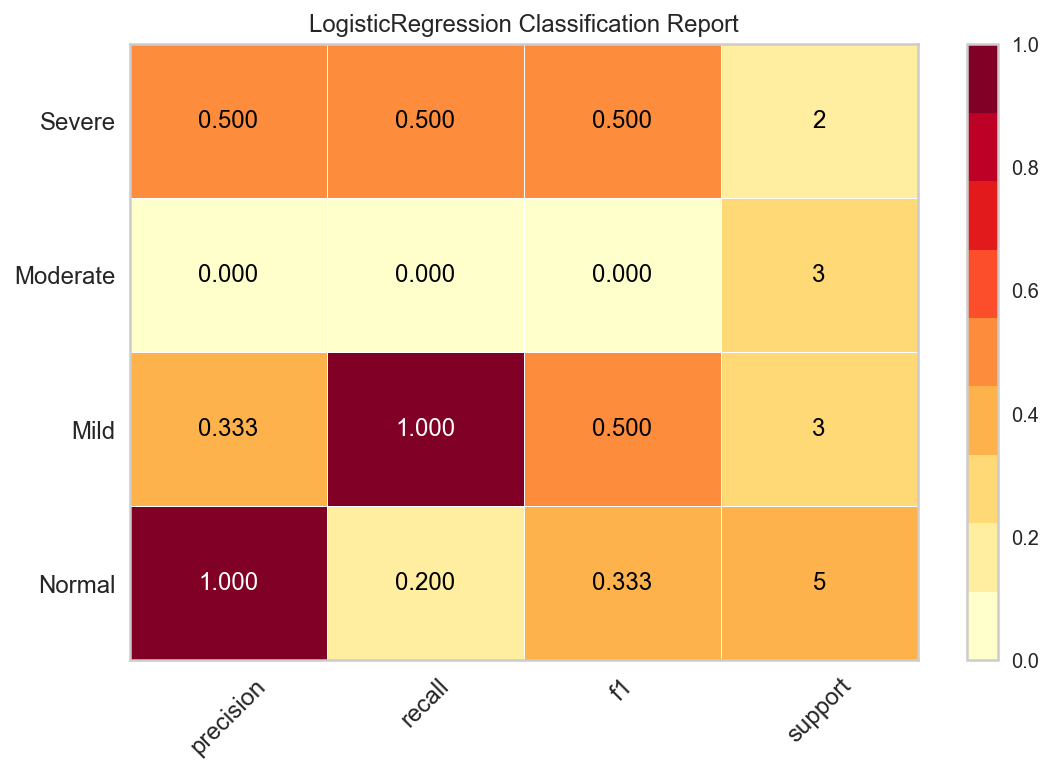 LogisticRegression Classification Report
Severe 0.500 0.500 0.500 2
Moderate 0.000 0.000 0.000 3
Mild 0.333 1.000 0.500 3
Normal 1.000 0.200 0.333 5
precision recall f1 support
1.0
0.8
0.6
0.4
0.2
0.0